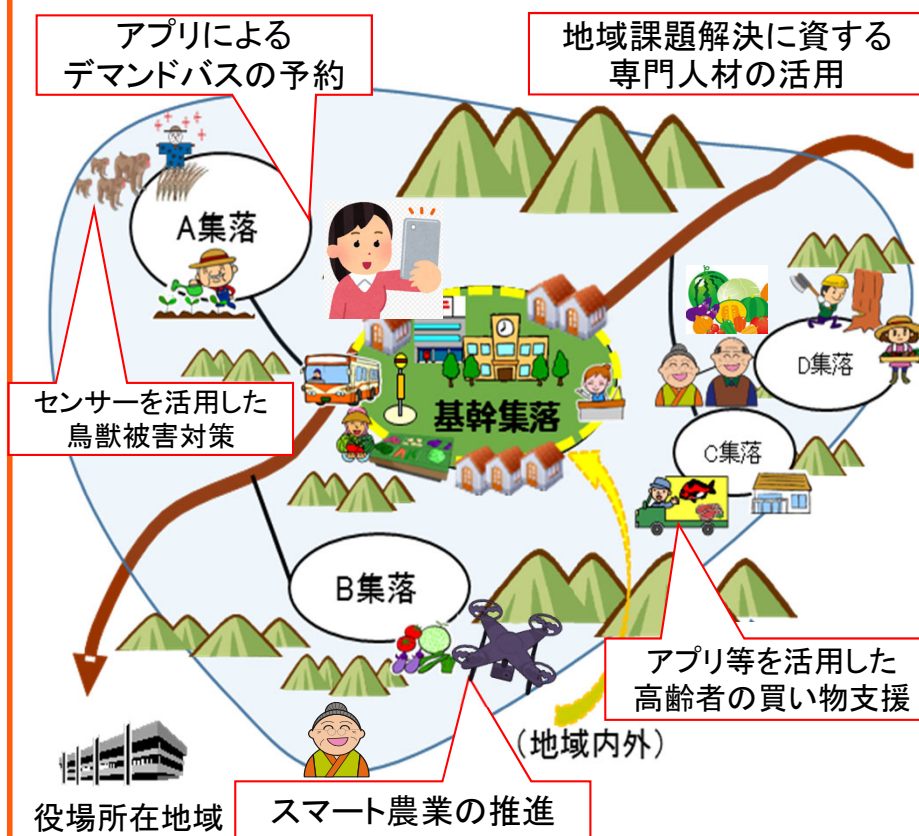 アプリによる
デマンドバスの予約
地域課題解決に資する
専門人材の活用
A集落
センサーを活用した
鳥獣被害対策
基幹集落
D集落
C集落
B集落
アプリ等を活用した
高齢者の買い物支援
(地域内外)
役場所在地域
スマート農業の推進